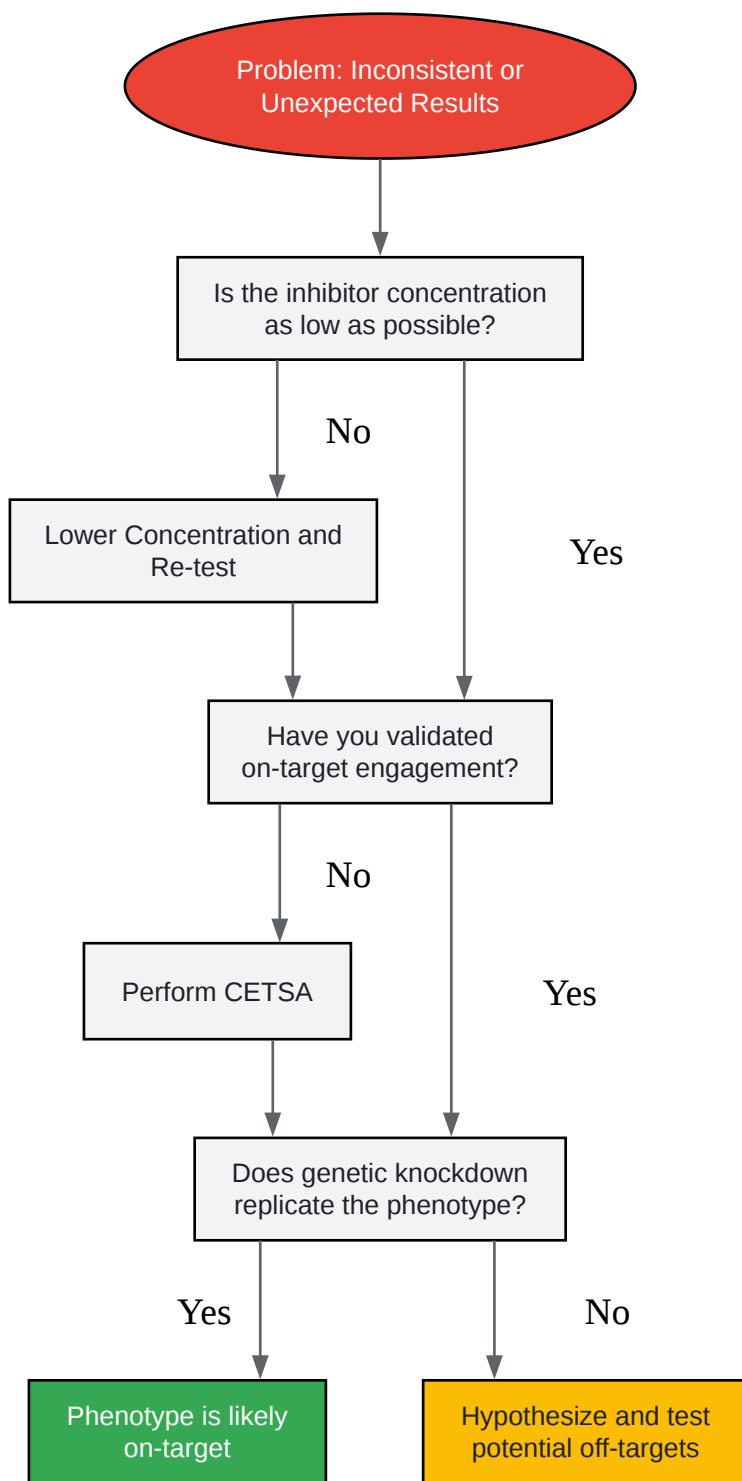 Problem: Inconsistent or
Unexpected Results
Is the inhibitor concentration
as low as possible?
No
Lower Concentration and
Re-test
Yes
Have you validated
on-target engagement?
No
Perform CETSA
Yes
Does genetic knockdown
replicate the phenotype?
Yes
No
Phenotype is likely
on-target
Hypothesize and test
potential off-targets